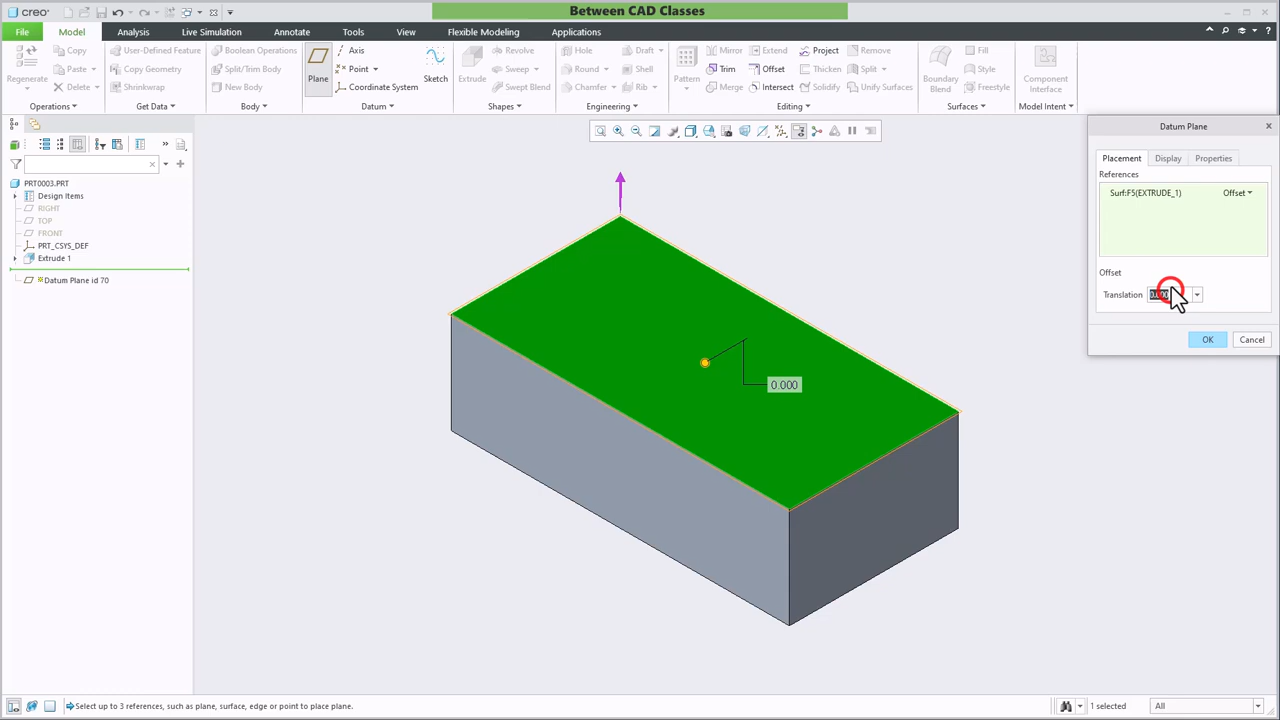 Between CAD Classes
creo
File Model Analysis Live Simulation Annotate Tools View Flexible Modeling Applications
Regenerate
Copy
Paste
Delete
Operations
User-Defined Feature
Copy Geometry
Shrinkwrap
Get Data
Boolean Operations
Split/Trim Body
New Body
Body
Plane
Axis
Point
Coordinate System
Sketch
Datum
Extrude
Revolve
Sweep
Swept Blend
Shapes
Hole
Round
Chamfer
Draft
Shell
Rib
Engineering
Pattern
Mirror
Trim
Merge
Extend
Offset
Intersect
Project
Thicken
Solidify
Remove
Split
Unify Surfaces
Editing
Boundary
Blend
Fill
Style
Freestyle
Surfaces
Component
Interface
Model Intent
PRT0003.PRT
Design Items
RIGHT
TOP
FRONT
PRT_CSYS_DEF
Extrude 1
Datum Plane id 70
0.000
Datum Plane
Placement Display Properties
References
Surf:F5(EXTRUDE_1) Offset
Offset
Translation
OK Cancel
Select up to 3 references, such as plane, surface, edge or point to place plane.
1 selected
All